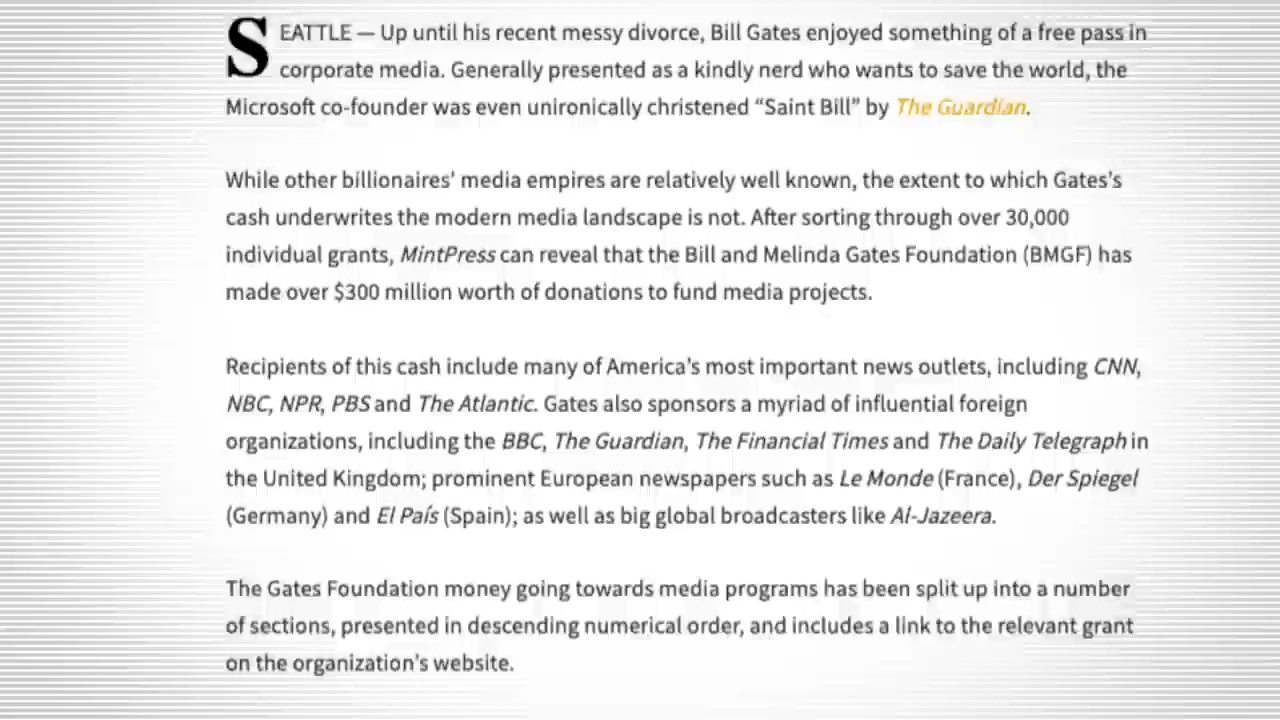 SEATTLE — Up until his recent messy divorce, Bill Gates enjoyed something of a free pass in
corporate media. Generally presented as a kindly nerd who wants to save the world, the
Microsoft co-founder was even unironically christened “Saint Bill” by The Guardian.
While other billionaires' media empires are relatively well known, the extent to which Gates's
cash underwrites the modern media landscape is not. After sorting through over 30,000
individual grants, MintPress can reveal that the Bill and Melinda Gates Foundation (BMGF) has
made over $300 million worth of donations to fund media projects.
Recipients of this cash include many of America's most important news outlets, including CNN,
NBC, NPR, PBS and The Atlantic. Gates also sponsors a myriad of influential foreign
organizations, including the BBC, The Guardian, The Financial Times and The Daily Telegraph in
the United Kingdom; prominent European newspapers such as Le Monde (France), Der Spiegel
(Germany) and El País (Spain); as well as big global broadcasters like Al-Jazeera.
The Gates Foundation money going towards media programs has been split up into a number
of sections, presented in descending numerical order, and includes a link to the relevant grant
on the organization's website.